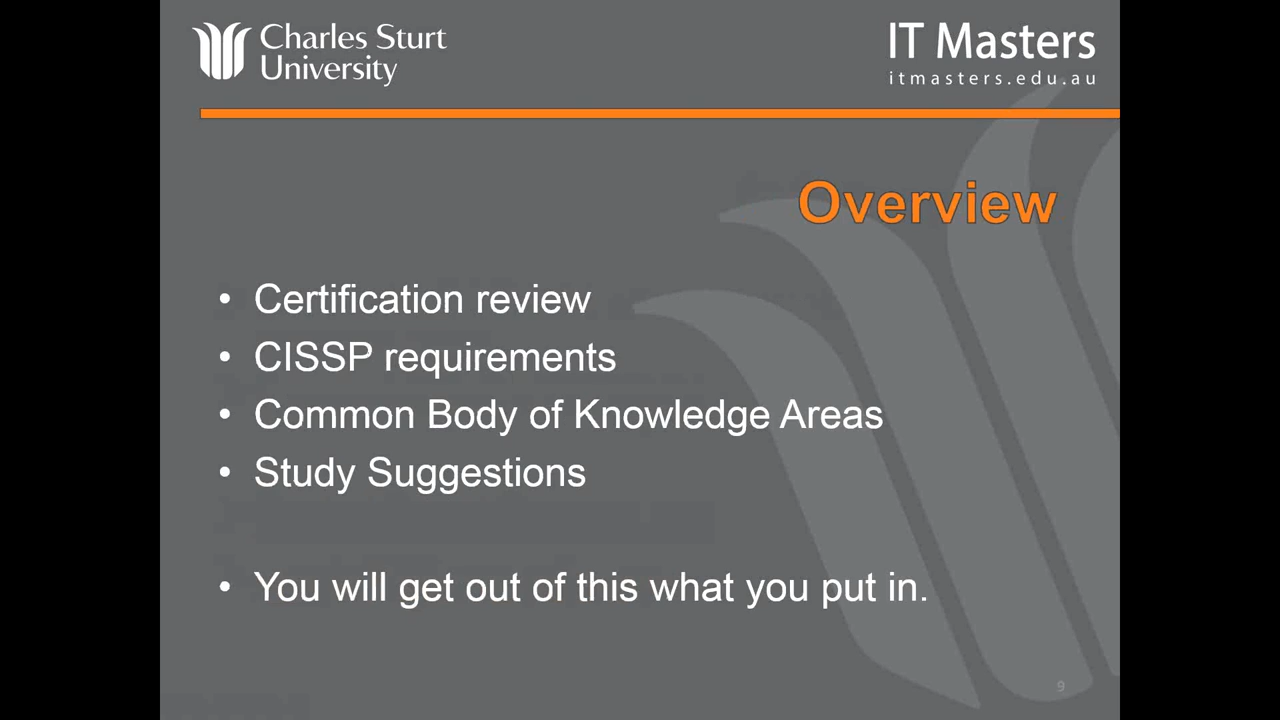 Charles Sturt
University
IT Masters
itmasters.edu.au
Overview
• Certification review
• CISSP requirements
• Common Body of Knowledge Areas
• Study Suggestions
• You will get out of this what you put in.
9